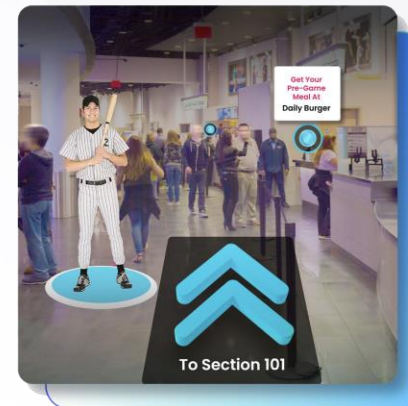 Get Your
Pre-Game
Meal At
Daily Burger
2
To Section 101